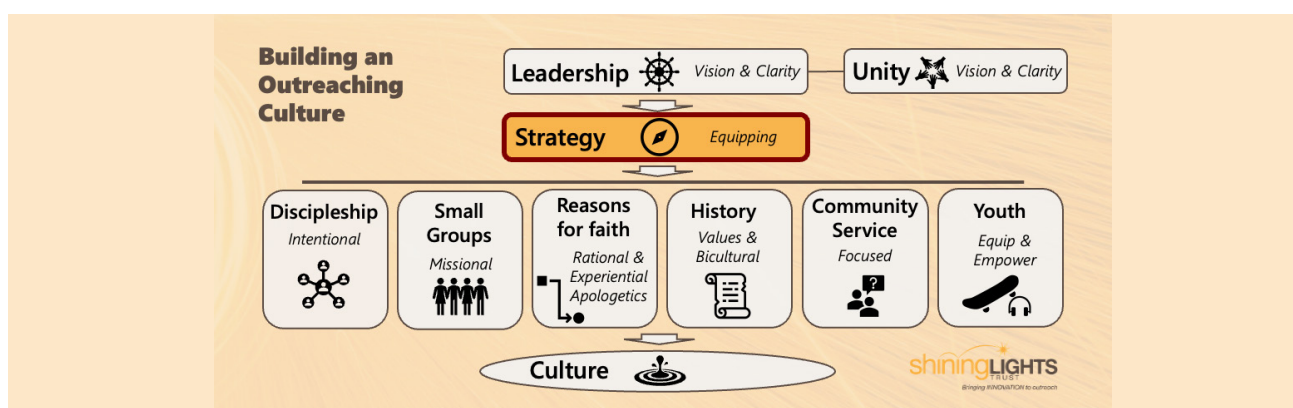 Building an
Outreaching
Culture
Leadership Vision & Clarity
Unity Vision & Clarity
Strategy Equipping
Discipleship
Intentional
Small
Groups
Missional
Reasons
for faith
Rational &
Experiential
Apologetics
History
Values &
Bicultural
Community
Service
Focused
?
Youth
Equip &
Empower
Culture
shiningLIGHTS
TRUST
Bringing INNOVATION to outreach